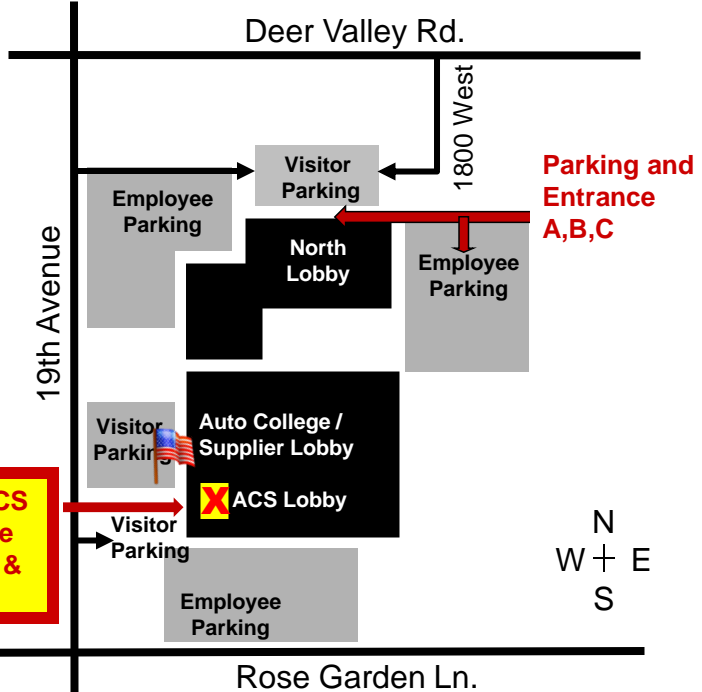 Deer Valley Rd.
1800 West
Visitor
Parking
Parking and
Entrance
A,B,C
Employee
Parking
North
Lobby
Employee
Parking
19th Avenue
Visitor
Parking
Auto College /
Supplier Lobby
X ACS Lobby
CS
e
&
Visitor
Parking
N
W E
S
Employee
Parking
Rose Garden Ln.